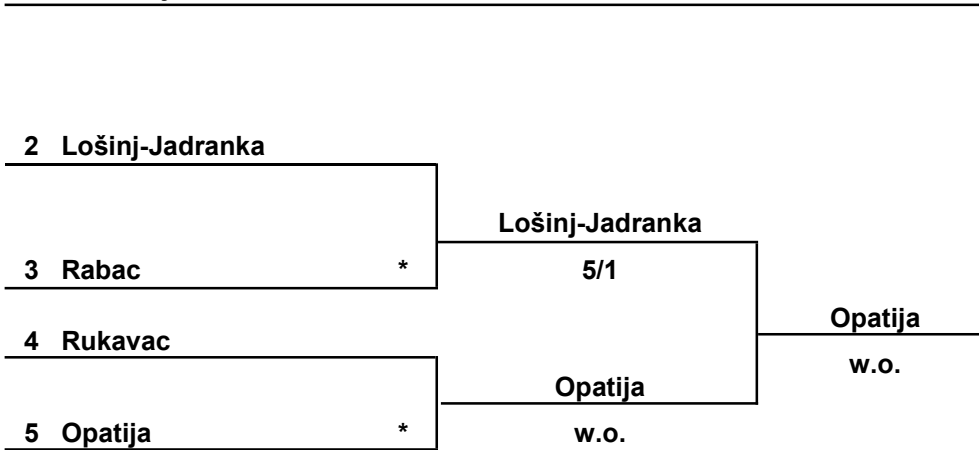 2 Lošinj-Jadranka
Lošinj-Jadranka
3 Rabac *
5/1
Opatija
4 Rukavac
w.o.
Opatija
5 Opatija *
w.o.